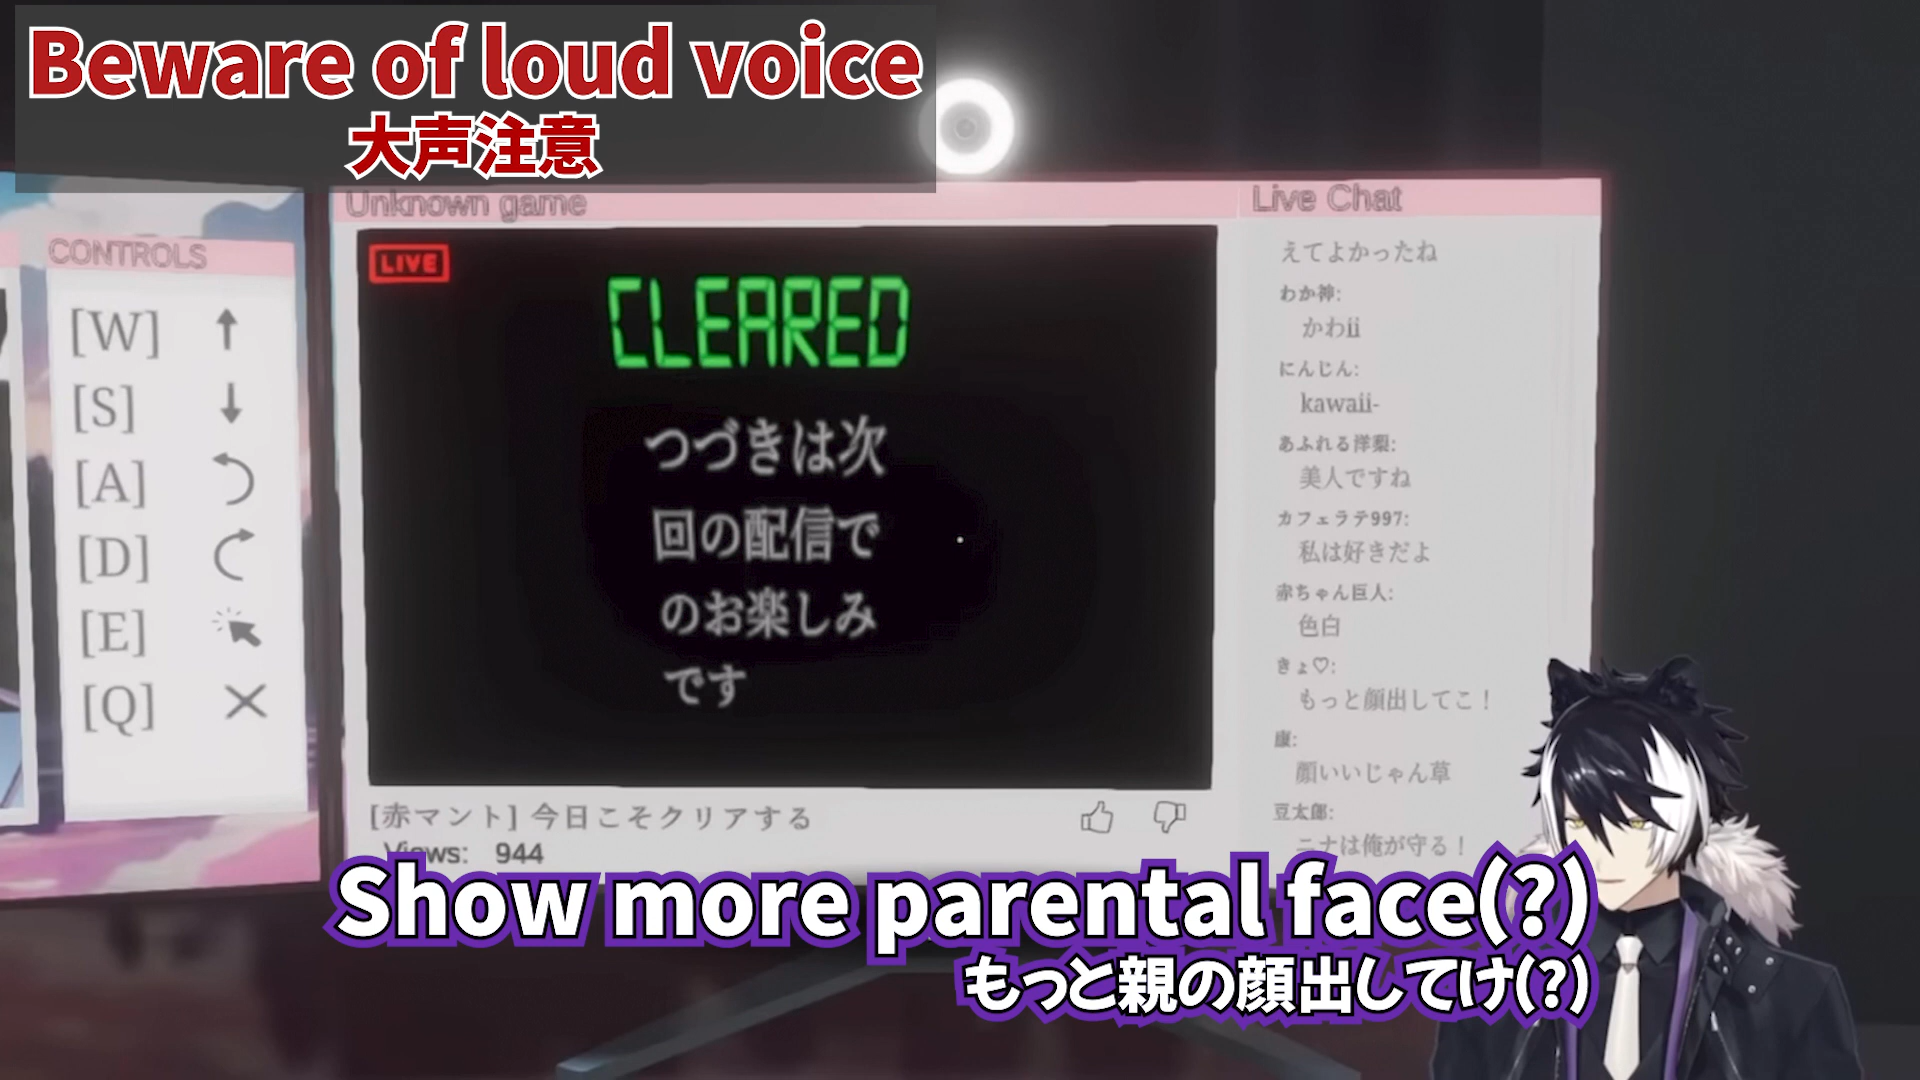 Beware of loud voice
大声注意
Unknown game
Live Chat
CONTROLS
[W]
[S]
[A]
[D]
[E]
[Q]
LIVE
CLEARED
つづきは次
回の配信で
のお楽しみ
です
[赤マント] 今日こそクリアする
Views: 944
えてよかったね
わか神:
かわii
にんじん:
kawaii-
あふれる洋梨:
美人ですね
カフェラテ997:
私は好きだよ
赤ちゃん巨人:
色白
きょ♡:
もっと顔出してこ！
康:
顔いいじゃん草
豆太郎:
ニナは俺が守る！
Show more parental face(?)
もっと親の顔出してけ(?)